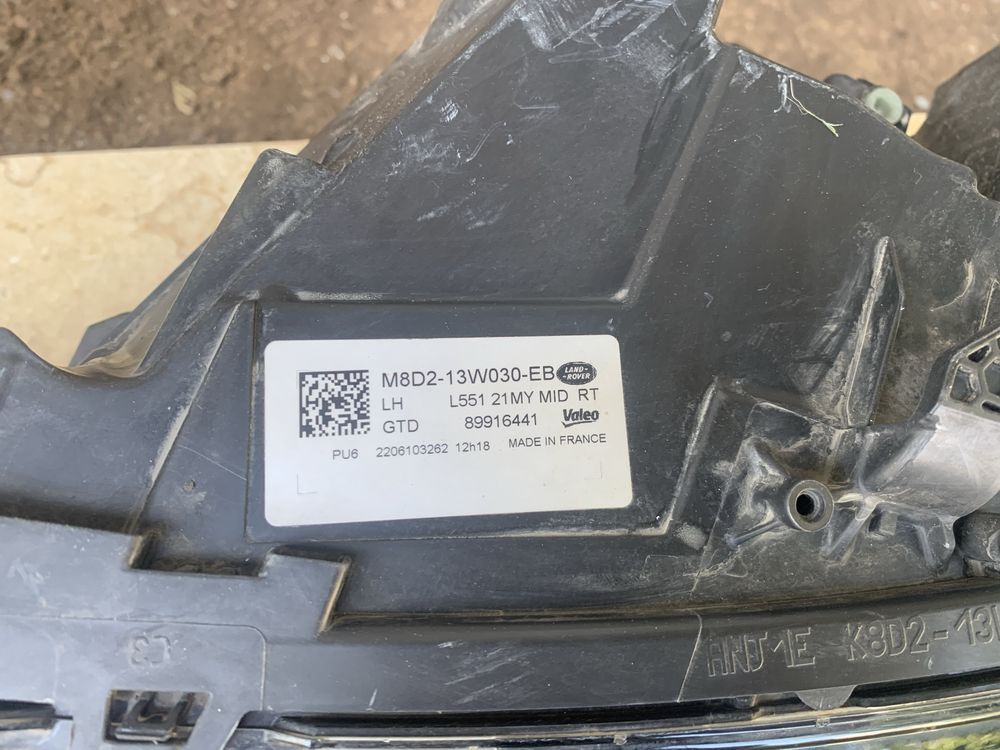 M8D2-13W030-EB LAND-ROVER
LH L551 21MY MID RT
GTD 89916441 Valeo
PU6 2206103262 12h18 MADE IN FRANCE
K8D2-13